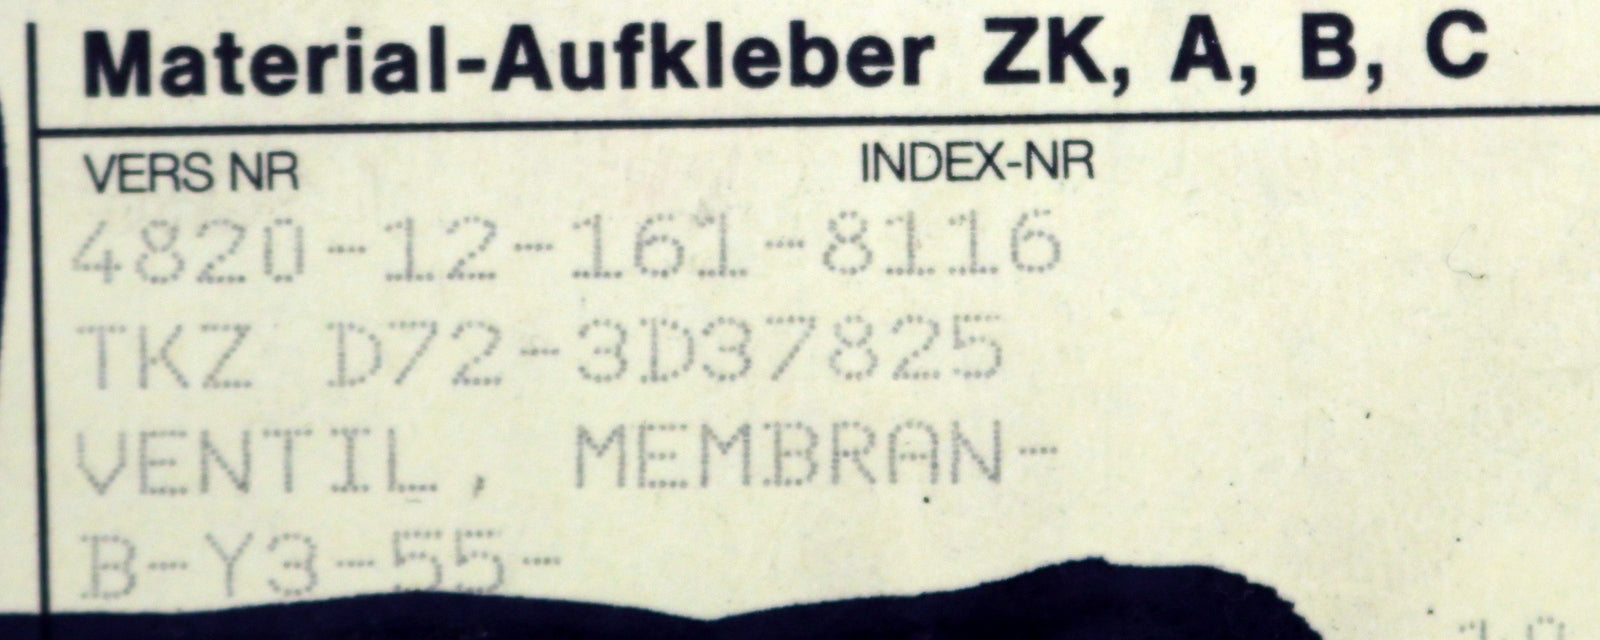 Material-Aufkleber ZK, A, B, C
VERS NR INDEX-NR
4820-12-161-8116
TKZ D72-3D37825
VENTIL, MEMBRAN-
B-Y3-55-